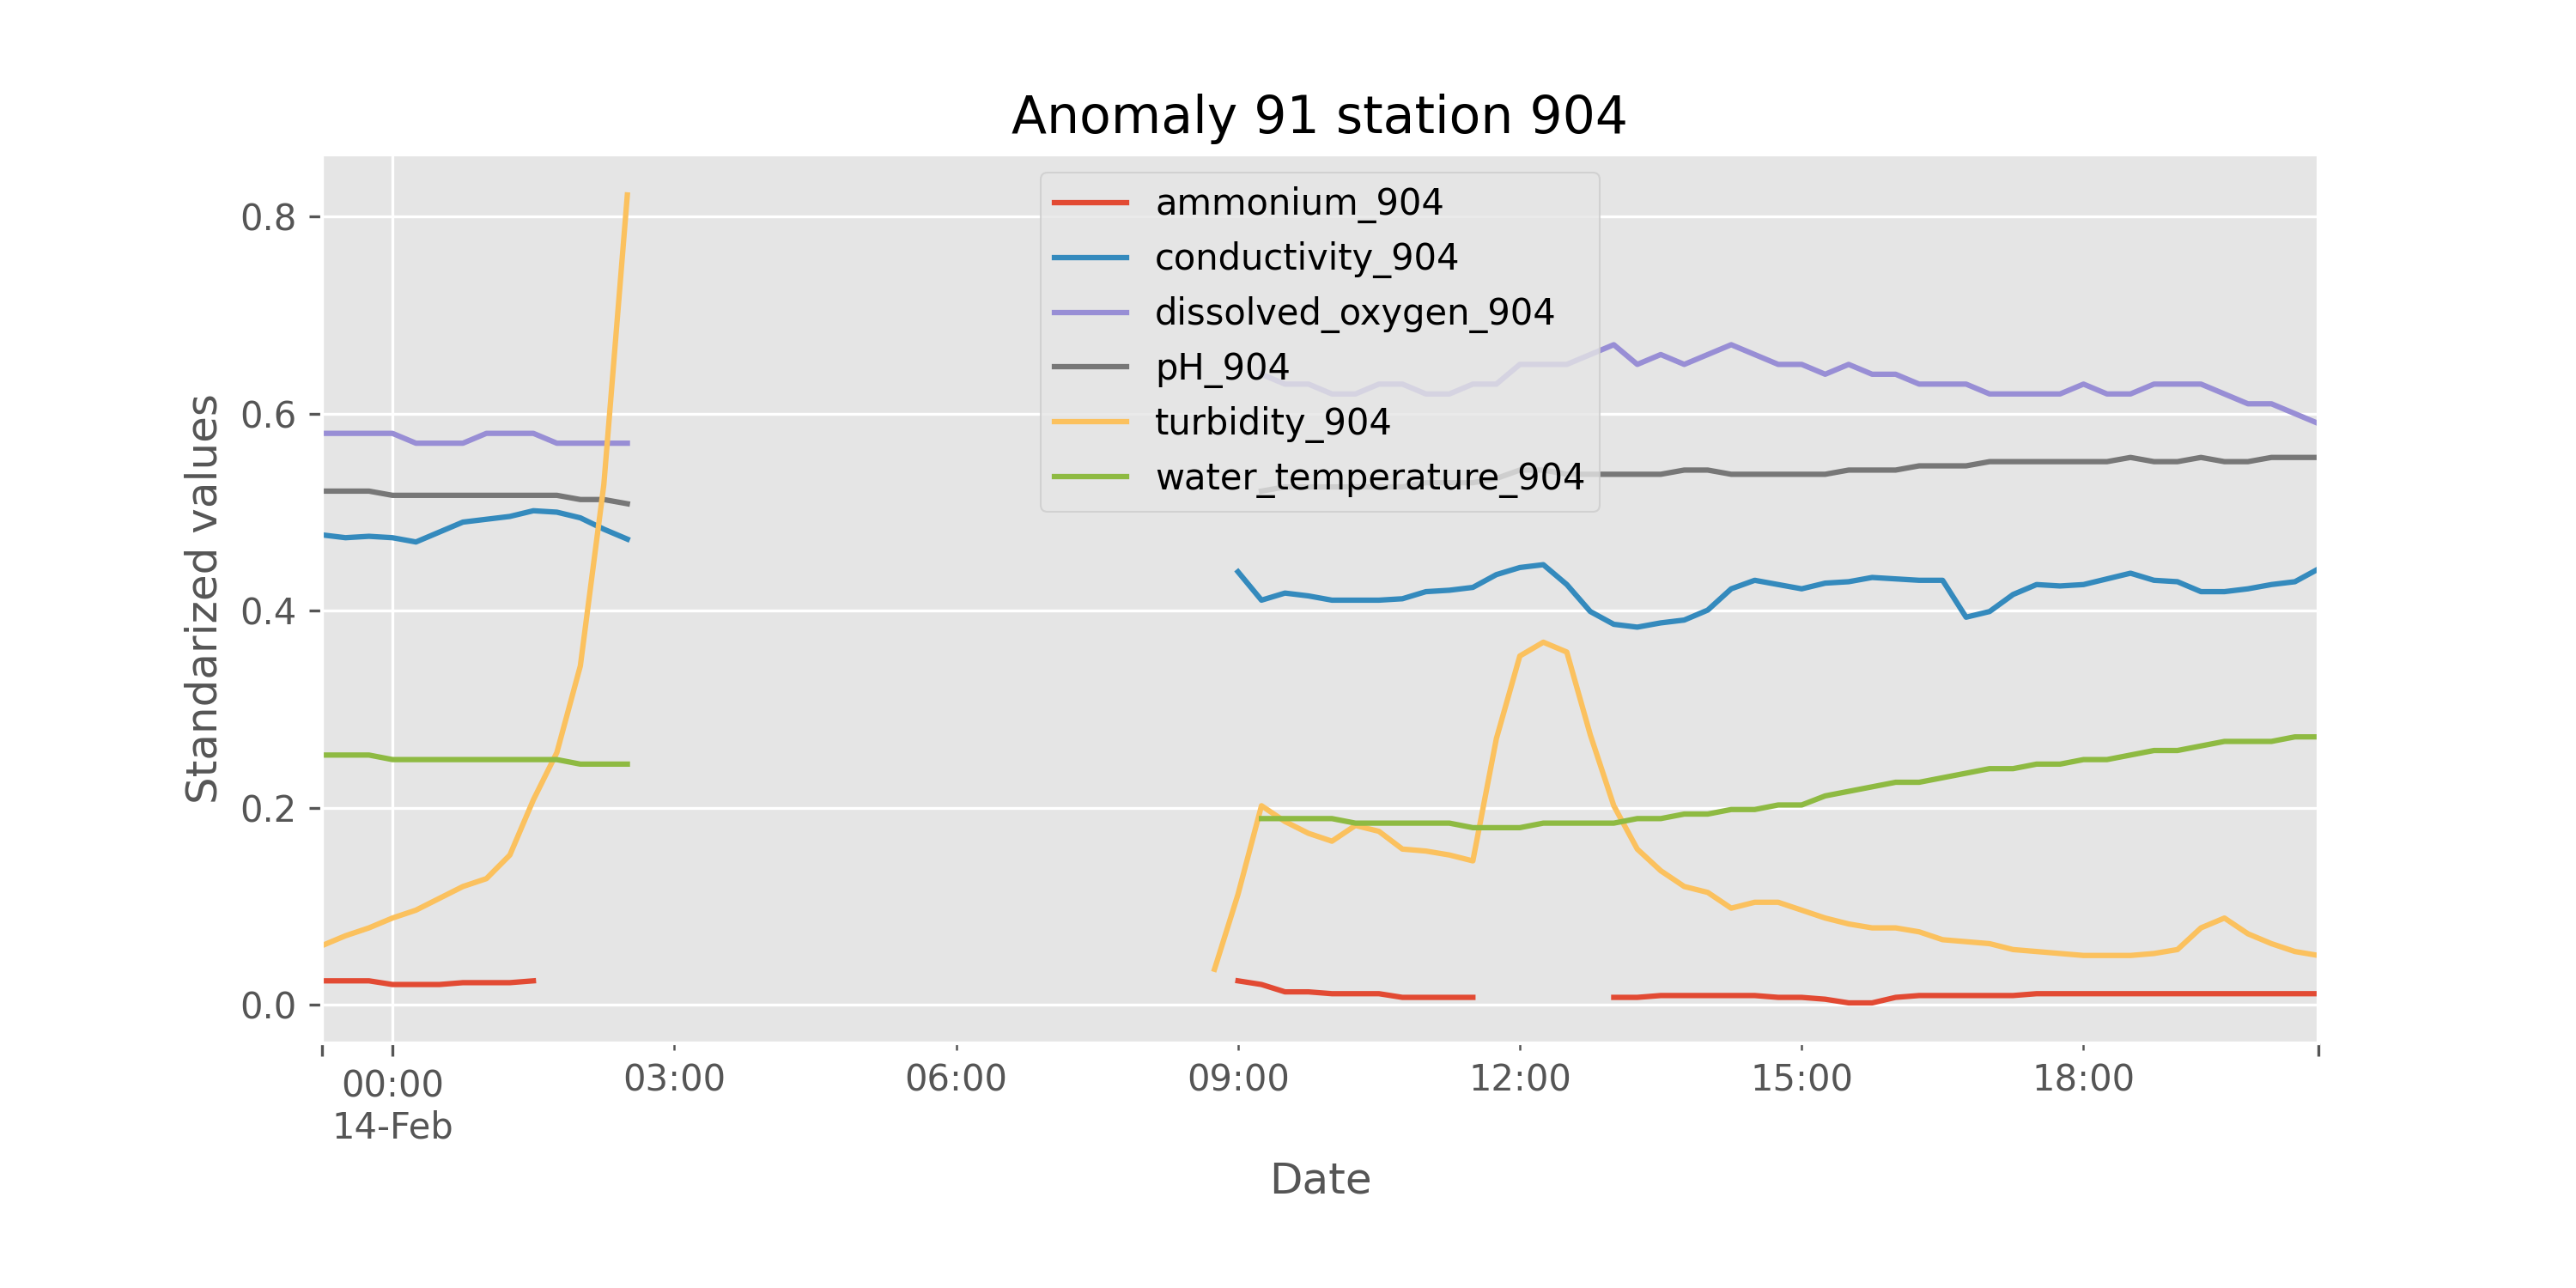 Anomaly 91 station 904
ammonium_904
conductivity_904
dissolved_oxygen_904
pH_904
turbidity_904
water_temperature_904
Standarized values
0.8
0.6
0.4
0.2
0.0
00:00
14-Feb
03:00
06:00
09:00
12:00
15:00
18:00
Date